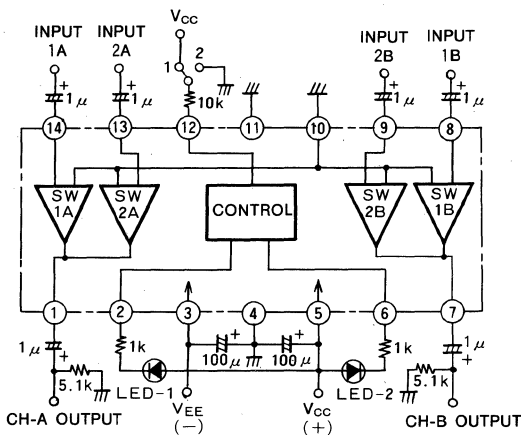 INPUT 1A
INPUT 2A
VCC
1 2
INPUT 2B
INPUT 1B
+ 1μ
+ 1μ
10k
+ 1μ
+ 1μ
14 13 12 11 10 9 8
SW 1A
SW 2A
CONTROL
SW 2B
SW 1B
1 2 3 4 5 6 7
1μ +
1k
+ +
100μ 100μ
1k
1μ +
5.1k
LED-1
LED-2
5.1k
CH-A OUTPUT
VEE (−)
VCC (+)
CH-B OUTPUT